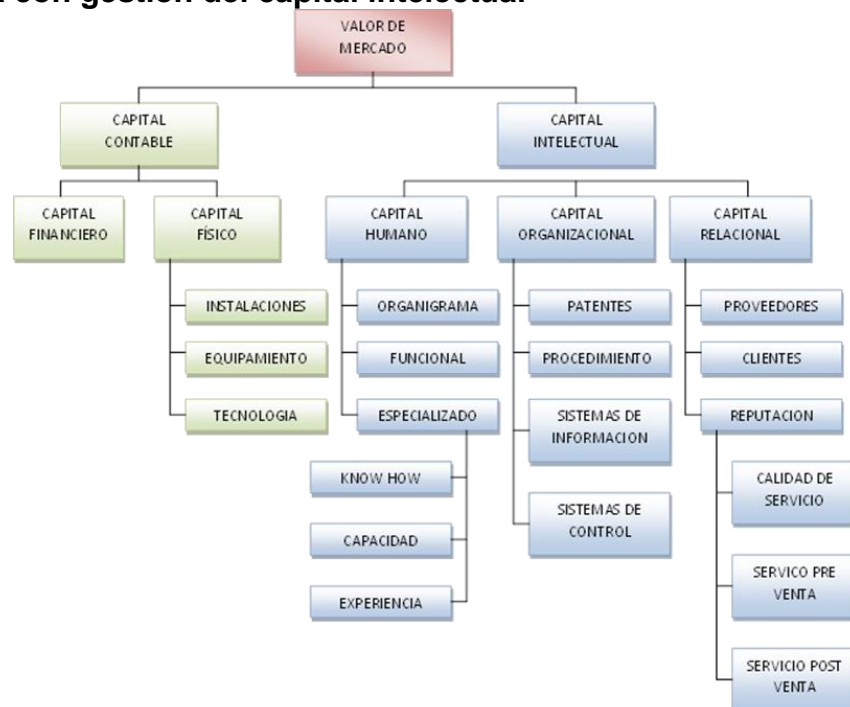 con gestión del capital intelectual
VALOR DE
MERCADO
CAPITAL
CONTABLE
CAPITAL
INTELECTUAL
CAPITAL
FINANCIERO
CAPITAL
FÍSICO
CAPITAL
HUMANO
CAPITAL
ORGANIZACIONAL
CAPITAL
RELACIONAL
INSTALACIONES
EQUIPAMIENTO
TECNOLOGIA
ORGANIGRAMA
FUNCIONAL
ESPECIALIZADO
KNOW HOW
CAPACIDAD
EXPERIENCIA
PATENTES
PROCEDIMIENTO
SISTEMAS DE
INFORMACION
SISTEMAS DE
CONTROL
PROVEEDORES
CLIENTES
REPUTACION
CALIDAD DE
SERVICIO
SERVICO PRE
VENTA
SERVICIO POST
VENTA